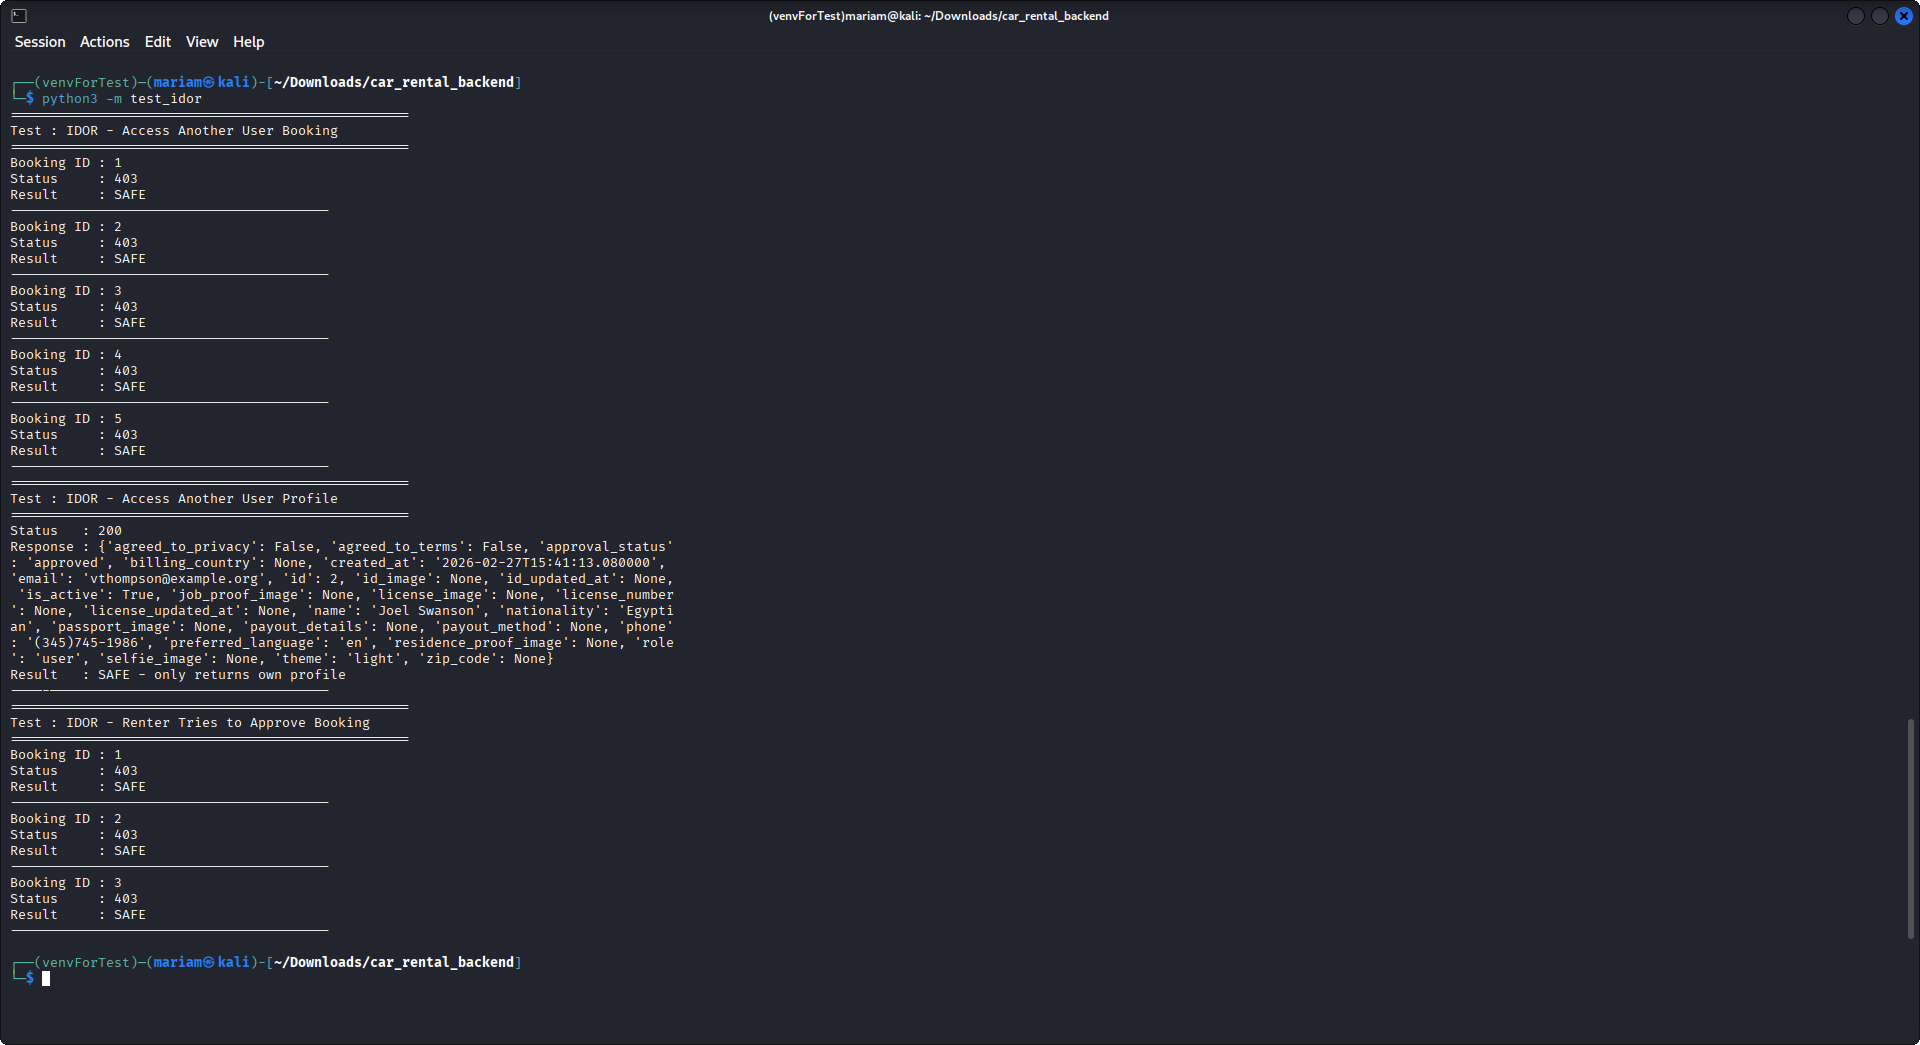 (venvForTest)mariam@kali: ~/Downloads/car_rental_backend
Session Actions Edit View Help
┌──(venvForTest)─(mariam㉿kali)-[~/Downloads/car_rental_backend]
└─$ python3 -m test_idor
==================================================
Test : IDOR - Access Another User Booking
==================================================
Booking ID : 1
Status     : 403
Result     : SAFE
----------------------------------------
Booking ID : 2
Status     : 403
Result     : SAFE
----------------------------------------
Booking ID : 3
Status     : 403
Result     : SAFE
----------------------------------------
Booking ID : 4
Status     : 403
Result     : SAFE
----------------------------------------
Booking ID : 5
Status     : 403
Result     : SAFE
----------------------------------------
==================================================
Test : IDOR - Access Another User Profile
==================================================
Status   : 200
Response : {'agreed_to_privacy': False, 'agreed_to_terms': False, 'approval_status'
: 'approved', 'billing_country': None, 'created_at': '2026-02-27T15:41:13.080000',
'email': 'vthompson@example.org', 'id': 2, 'id_image': None, 'id_updated_at': None,
 'is_active': True, 'job_proof_image': None, 'license_image': None, 'license_number
': None, 'license_updated_at': None, 'name': 'Joel Swanson', 'nationality': 'Egypti
an', 'passport_image': None, 'payout_details': None, 'payout_method': None, 'phone'
: '(345)745-1986', 'preferred_language': 'en', 'residence_proof_image': None, 'role
': 'user', 'selfie_image': None, 'theme': 'light', 'zip_code': None}
Result   : SAFE - only returns own profile
----------------------------------------
==================================================
Test : IDOR - Renter Tries to Approve Booking
==================================================
Booking ID : 1
Status     : 403
Result     : SAFE
----------------------------------------
Booking ID : 2
Status     : 403
Result     : SAFE
----------------------------------------
Booking ID : 3
Status     : 403
Result     : SAFE
----------------------------------------
┌──(venvForTest)─(mariam㉿kali)-[~/Downloads/car_rental_backend]
└─$